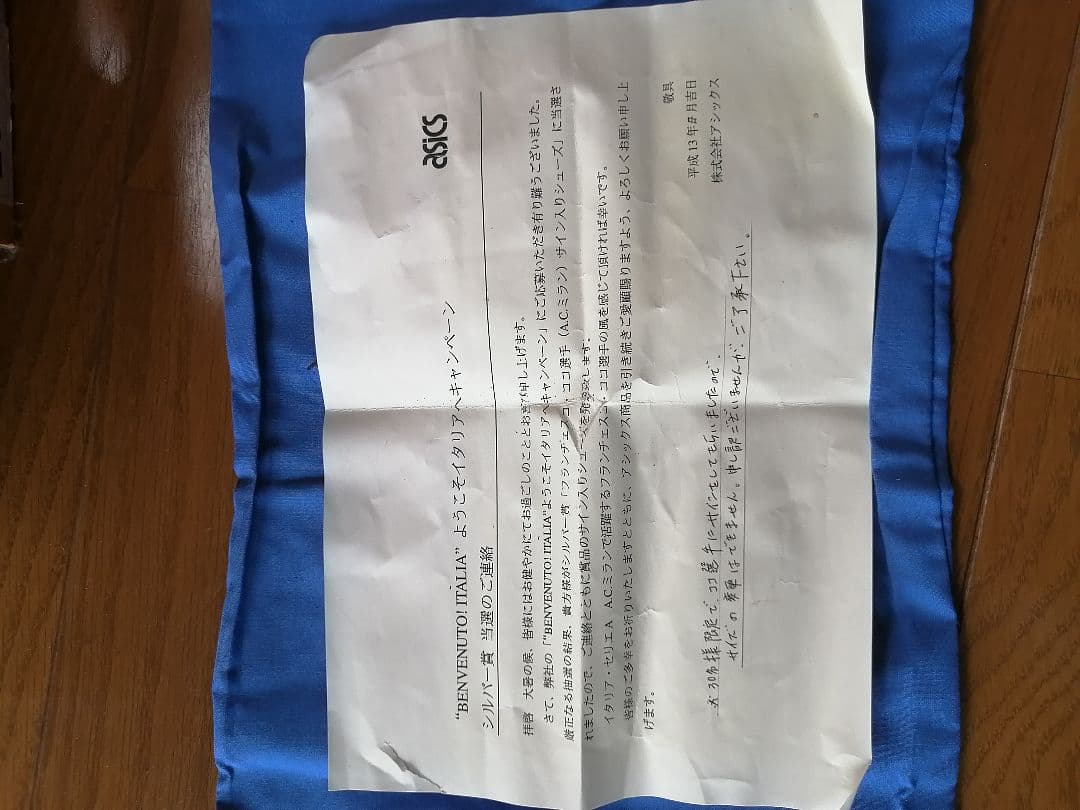 asics
"BENVENUTO! ITALIA" ようこそイタリアへキャンペーン
シルバー賞 当選のご連絡
拝啓 大暑の候、皆様にはお健やかにてお過ごしのこととお喜び申し上げます。
さて、弊社の「"BENVENUTO! ITALIA"ようこそイタリアへキャンペーン」にご応募いただき有り難うございました。
厳正なる抽選の結果、貴方様がシルバー賞「フランチェスコ・ココ選手（A.C.ミラン）サイン入りシューズ」に当選さ
れましたので、ご連絡とともに賞品のサイン入りシューズを発送致します。
イタリア・セリエA A.C.ミランで活躍するフランチェスコ・ココ選手の風を感じて頂ければ幸いです。
皆様のご多幸をお祈りいたしますとともに、アシックス商品を引き続きご愛顧賜りますよう、よろしくお願い申し上
げます。
敬具
平成13年8月吉日
株式会社アシックス
お3名様限定で、ココ選手にサインをしてもらいましたので、
サイズの変更はできません。申し訳ございませんが、ご了承下さい。